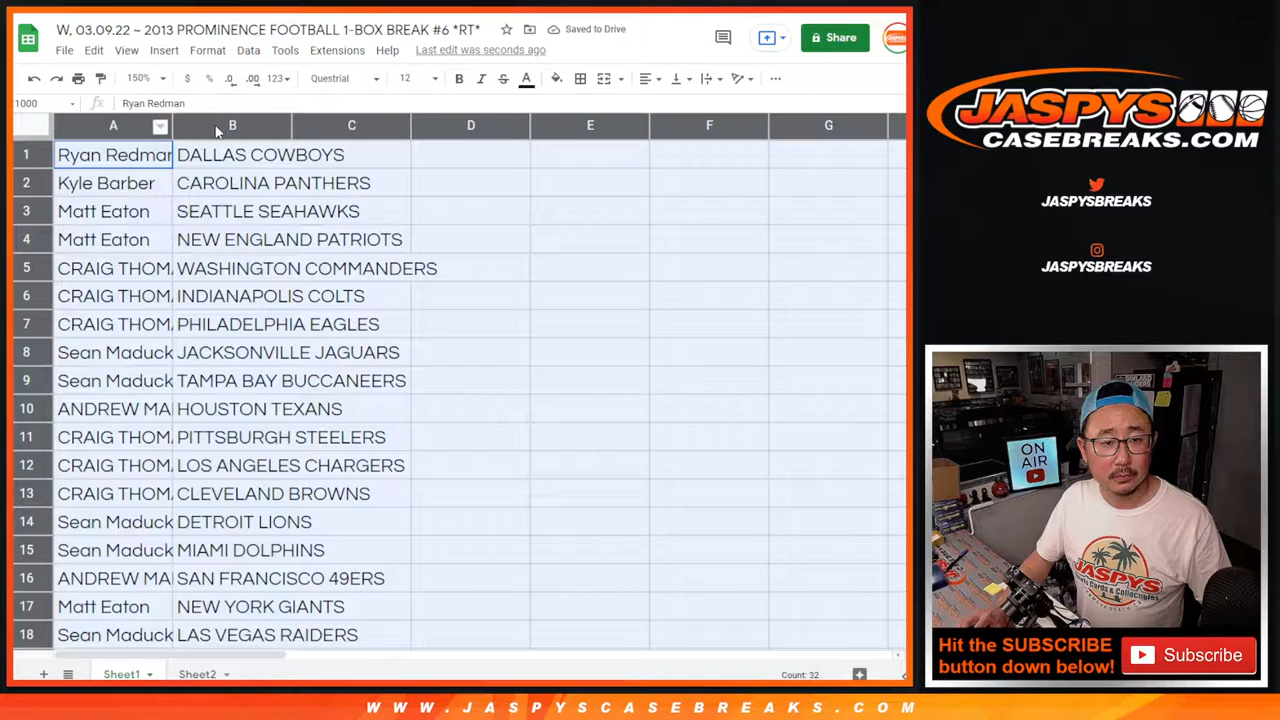 W, 03.09.22 ~ 2013 PROMINENCE FOOTBALL 1-BOX BREAK #6 *RT*
Saved to Drive
File Edit View Insert Format Data Tools Extensions Help Last edit was seconds ago
Share
150% $ % .0 .00 123 Questrial 12 B I S A
1000 fx Ryan Redman
A B C D E F G
1 Ryan Redman DALLAS COWBOYS
2 Kyle Barber CAROLINA PANTHERS
3 Matt Eaton SEATTLE SEAHAWKS
4 Matt Eaton NEW ENGLAND PATRIOTS
5 CRAIG THOMA WASHINGTON COMMANDERS
6 CRAIG THOMA INDIANAPOLIS COLTS
7 CRAIG THOMA PHILADELPHIA EAGLES
8 Sean Maduck JACKSONVILLE JAGUARS
9 Sean Maduck TAMPA BAY BUCCANEERS
10 ANDREW MA HOUSTON TEXANS
11 CRAIG THOMA PITTSBURGH STEELERS
12 CRAIG THOMA LOS ANGELES CHARGERS
13 CRAIG THOMA CLEVELAND BROWNS
14 Sean Maduck DETROIT LIONS
15 Sean Maduck MIAMI DOLPHINS
16 ANDREW MA SAN FRANCISCO 49ERS
17 Matt Eaton NEW YORK GIANTS
18 Sean Maduck LAS VEGAS RAIDERS
Sheet1 Sheet2 Count: 32
JASPYS
CASEBREAKS.COM
JASPYSBREAKS
JASPYSBREAKS
ON
AIR
JASPY'S
Hit the SUBSCRIBE
button down below!
Subscribe
WWW.JASPYSCASEBREAKS.COM